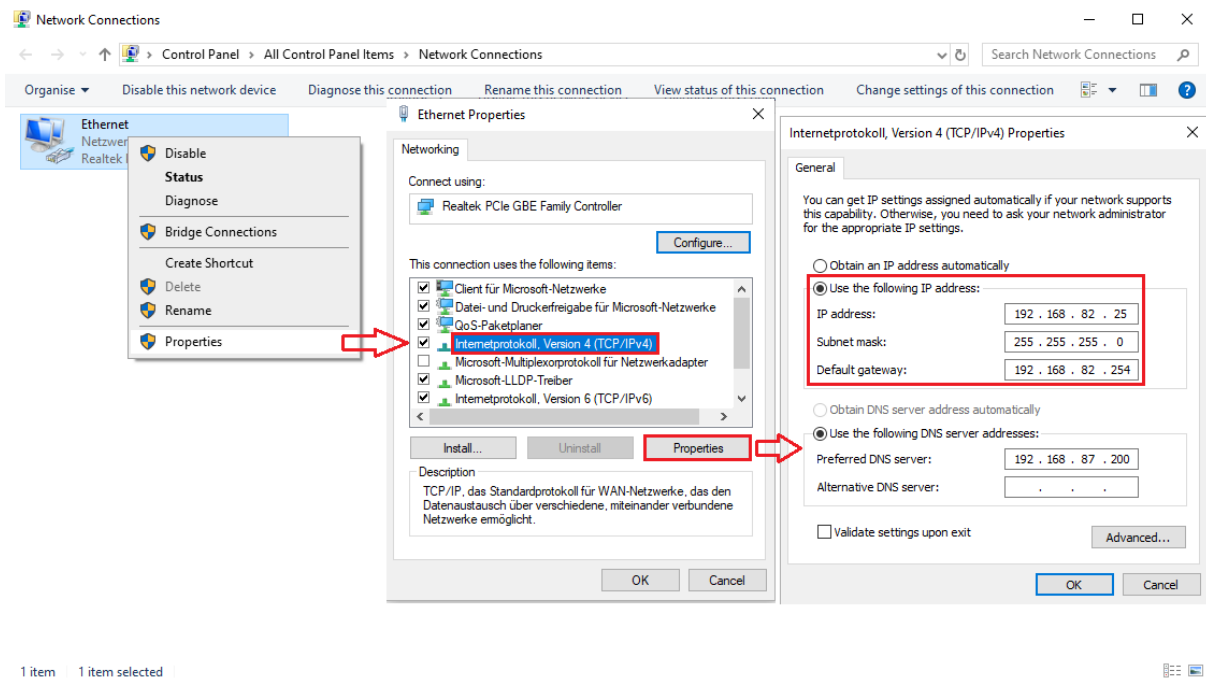 Network Connections
Control Panel > All Control Panel Items > Network Connections
Search Network Connections
Organise
Disable this network device
Diagnose this connection
Rename this connection
View status of this connection
Change settings of this connection
Ethernet
Netzwer
Realtek
Disable
Status
Diagnose
Bridge Connections
Create Shortcut
Delete
Rename
Properties
Ethernet Properties
Networking
Connect using:
Realtek PCIe GBE Family Controller
Configure...
This connection uses the following items:
Client für Microsoft-Netzwerke
Datei- und Druckerfreigabe für Microsoft-Netzwerke
QoS-Paketplaner
Internetprotokoll, Version 4 (TCP/IPv4)
Microsoft-Multiplexorprotokoll für Netzwerkadapter
Microsoft-LLDP-Treiber
Internetprotokoll, Version 6 (TCP/IPv6)
Install...
Uninstall
Properties
Description
TCP/IP, das Standardprotokoll für WAN-Netzwerke, das den
Datenaustausch über verschiedene, miteinander verbundene
Netzwerke ermöglicht.
OK
Cancel
Internetprotokoll, Version 4 (TCP/IPv4) Properties
General
You can get IP settings assigned automatically if your network supports
this capability. Otherwise, you need to ask your network administrator
for the appropriate IP settings.
Obtain an IP address automatically
Use the following IP address:
IP address: 192 . 168 . 82 . 25
Subnet mask: 255 . 255 . 255 . 0
Default gateway: 192 . 168 . 82 . 254
Obtain DNS server address automatically
Use the following DNS server addresses:
Preferred DNS server: 192 . 168 . 87 . 200
Alternative DNS server: . . .
Validate settings upon exit
Advanced...
OK
Cancel
1 item
1 item selected